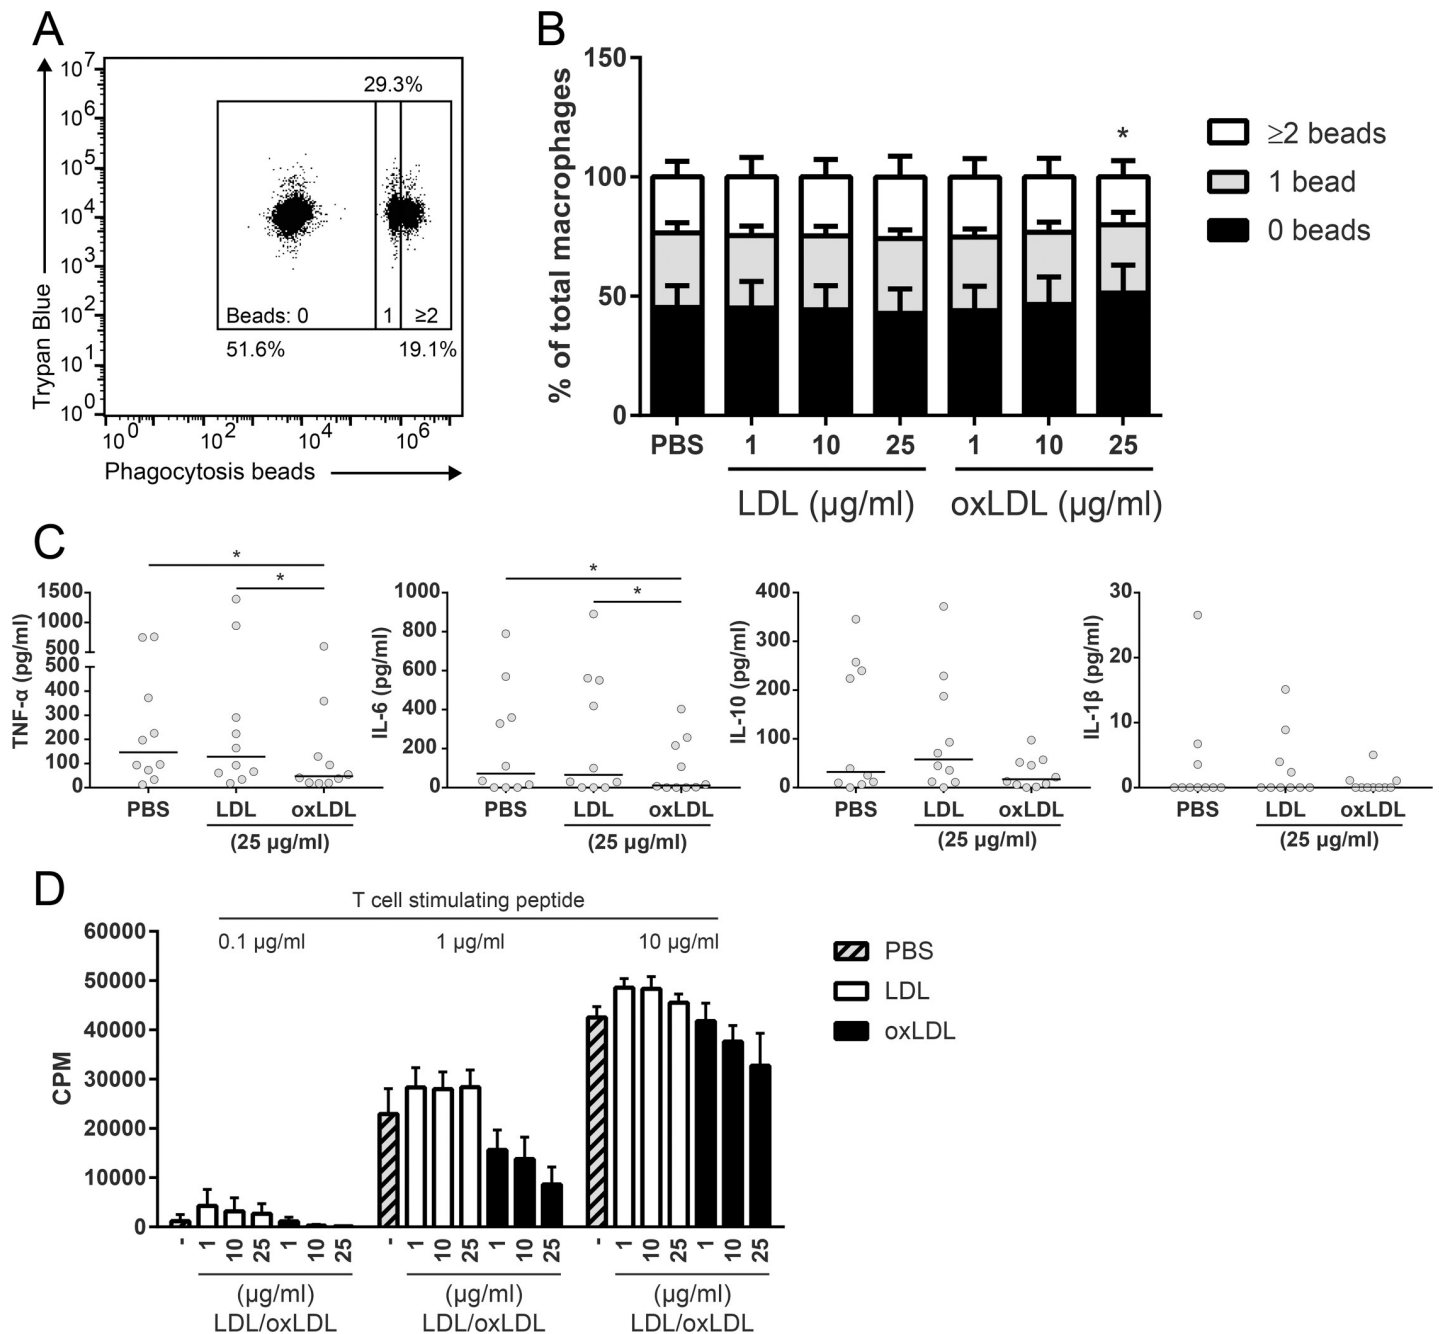 A
10^7
10^6
10^5
10^4
10^3
10^2
10^1
10^0
Trypan Blue
29.3%
Beads: 0
1
≥2
51.6%
19.1%
10^0
10^2
10^4
10^6
Phagocytosis beads
B
150
100
50
0
% of total macrophages
*
≥2 beads
1 bead
0 beads
PBS
1
10
25
1
10
25
LDL (µg/ml)
oxLDL (µg/ml)
C
*
*
1500
1000
500
500
400
300
200
100
0
TNF-α (pg/ml)
PBS
LDL
oxLDL
(25 µg/ml)
*
*
1000
800
600
400
200
0
IL-6 (pg/ml)
PBS
LDL
oxLDL
(25 µg/ml)
400
300
200
100
0
IL-10 (pg/ml)
PBS
LDL
oxLDL
(25 µg/ml)
30
20
10
0
IL-1β (pg/ml)
PBS
LDL
oxLDL
(25 µg/ml)
D
T cell stimulating peptide
0.1 µg/ml
1 µg/ml
10 µg/ml
60000
50000
40000
30000
20000
10000
0
CPM
PBS
LDL
oxLDL
-
1
10
25
1
10
25
-
1
10
25
1
10
25
-
1
10
25
1
10
25
(µg/ml)
LDL/oxLDL
(µg/ml)
LDL/oxLDL
(µg/ml)
LDL/oxLDL